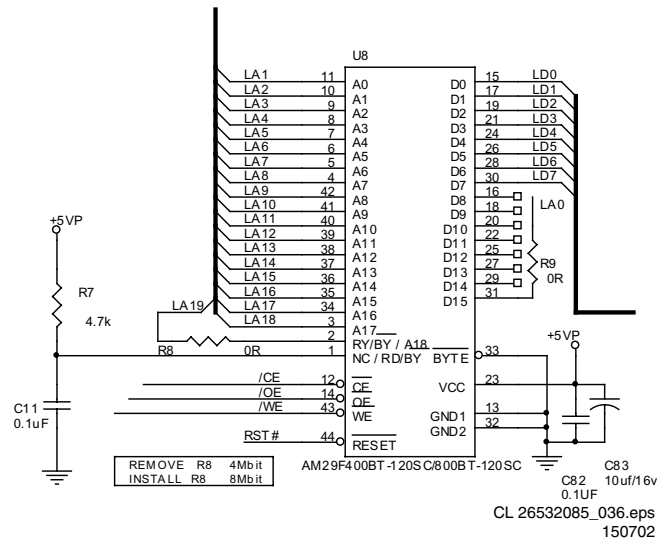 U8
LA1 11 A0 D0 15 LD0
LA2 10 A1 D1 17 LD1
LA3 9 A2 D2 19 LD2
LA4 8 A3 D3 21 LD3
LA5 7 A4 D4 24 LD4
LA6 6 A5 D5 26 LD5
LA7 5 A6 D6 28 LD6
LA8 4 A7 D7 30 LD7
LA9 42 A8 D8 16 LA0
LA10 41 A9 D9 18
LA11 40 A10 D10 20
LA12 39 A11 D11 22
LA13 38 A12 D12 25
LA14 37 A13 D13 27 R9
LA15 36 A14 D14 29 0R
LA16 35 A15 D15 31
LA19 LA17 34 A16
LA18 3 A17
2 RY/BY / A18
R8 0R 1 NC / RD/BY BYTE 33
+5VP
R7
4.7k
C11
0.1uF
/CE 12 CE VCC 23 +5VP
/OE 14 OE
/WE 43 WE GND1 13
GND2 32
RST# 44 RESET
AM29F400BT-120SC/800BT-120SC
REMOVE R8 4Mbit
INSTALL R8 8Mbit
C82
0.1UF
C83
10uf/16v
CL 26532085_036.eps
150702